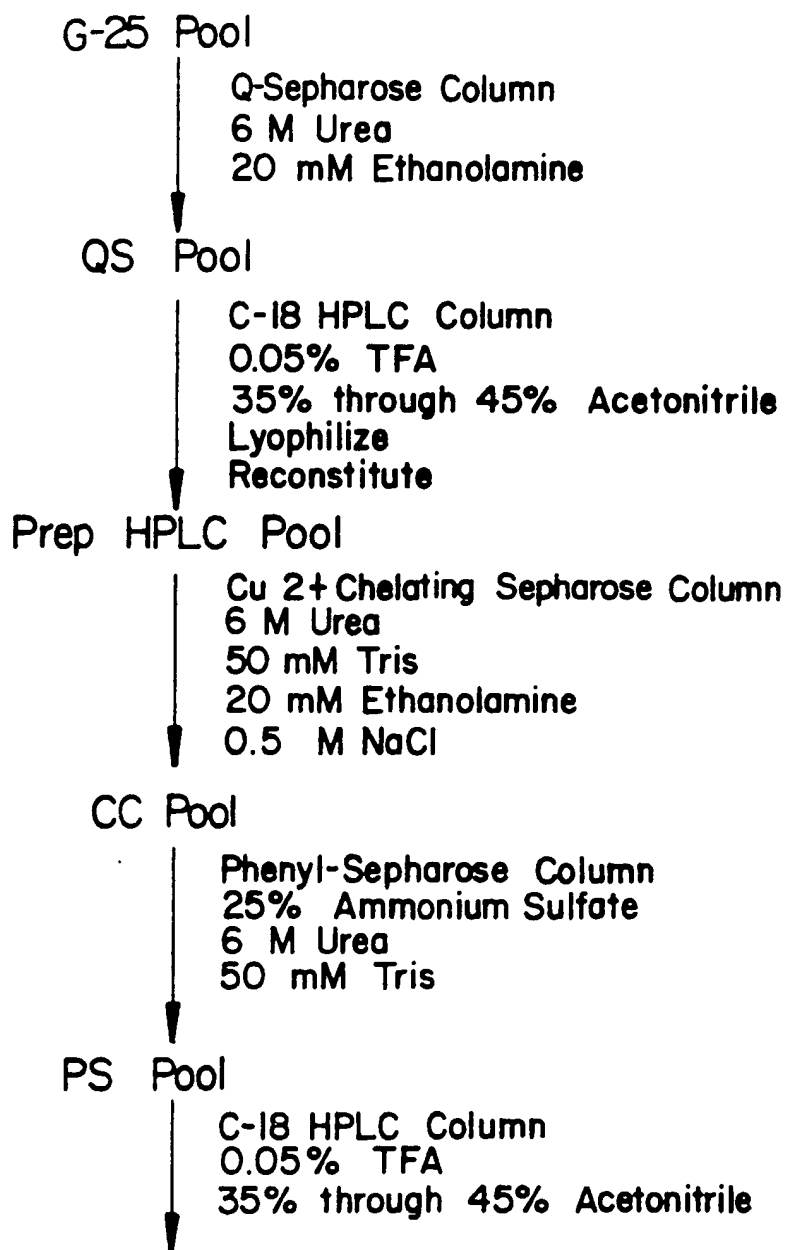 G-25 Pool
Q-Sepharose Column
6 M Urea
20 mM Ethanolamine
QS Pool
C-18 HPLC Column
0.05% TFA
35% through 45% Acetonitrile
Lyophilize
Reconstitute
Prep HPLC Pool
Cu 2+ Chelating Sepharose Column
6 M Urea
50 mM Tris
20 mM Ethanolamine
0.5 M NaCl
CC Pool
Phenyl-Sepharose Column
25% Ammonium Sulfate
6 M Urea
50 mM Tris
PS Pool
C-18 HPLC Column
0.05% TFA
35% through 45% Acetonitrile